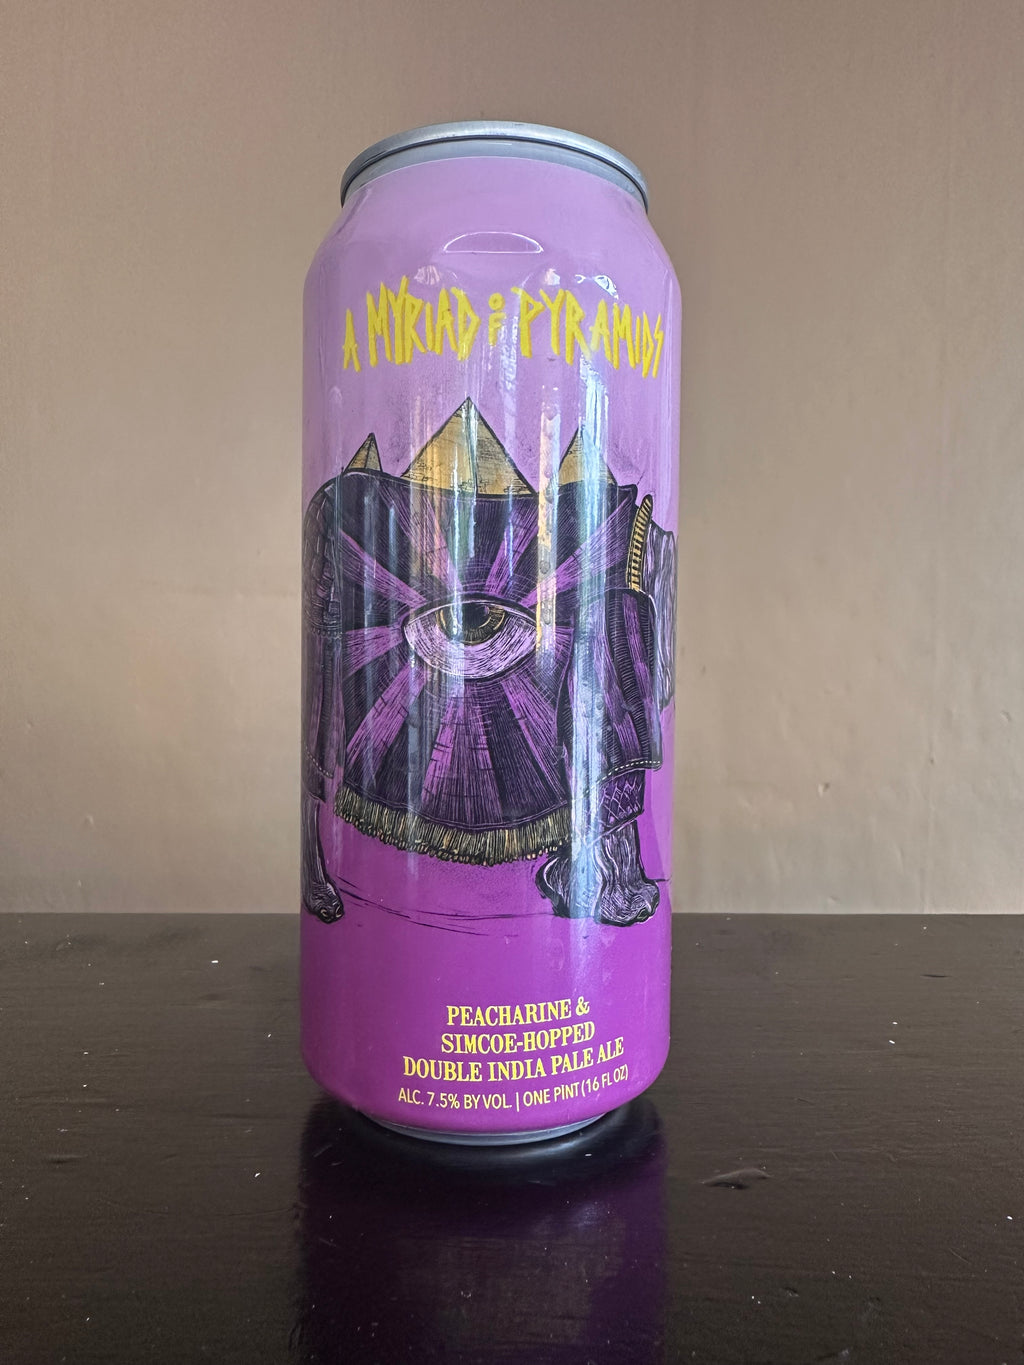 A MYRIAD OF PYRAMIDS
PEACHARINE &
SIMCOE-HOPPED
DOUBLE INDIA PALE ALE
ALC. 7.5% BY VOL. | ONE PINT (16 FL OZ)